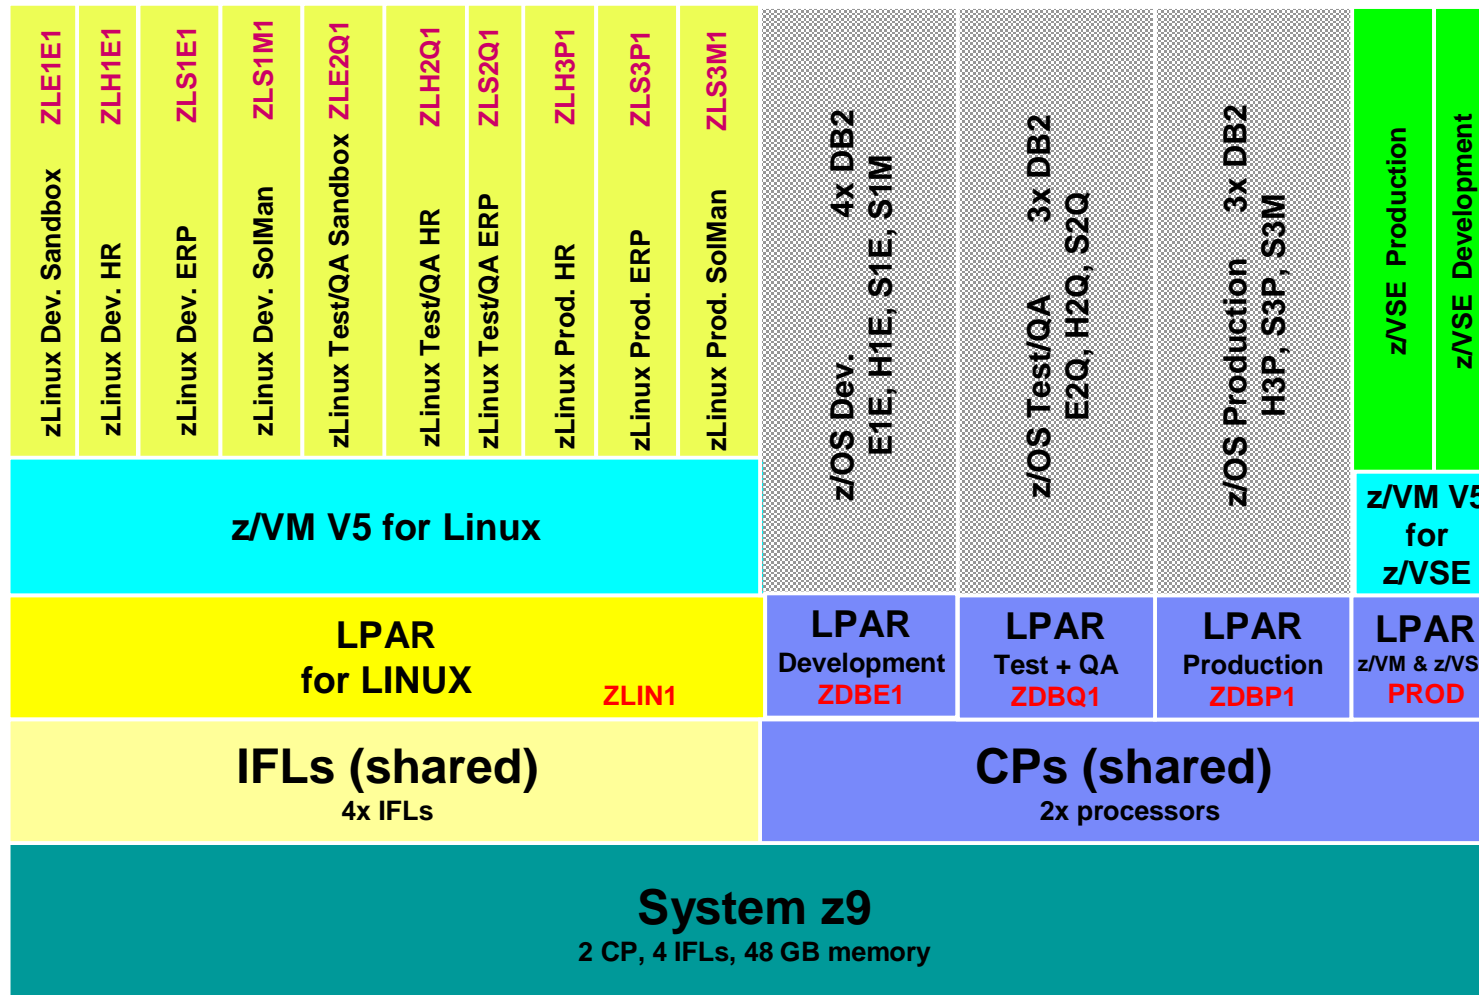 zLinux Dev. Sandbox ZLE1E1
zLinux Dev. HR ZLH1E1
zLinux Dev. ERP ZLS1E1
zLinux Dev. SolMan ZLS1M1
zLinux Test/QA Sandbox ZLE2Q1
zLinux Test/QA HR ZLH2Q1
zLinux Test/QA ERP ZLS2Q1
zLinux Prod. HR ZLH3P1
zLinux Prod. ERP ZLS3P1
zLinux Prod. SolMan ZLS3M1
z/OS Dev. 4x DB2
E1E, H1E, S1E, S1M
z/OS Test/QA 3x DB2
E2Q, H2Q, S2Q
z/OS Production 3x DB2
H3P, S3P, S3M
z/VSE Production
z/VSE Development
z/VM V5 for Linux
z/VM V5
for
z/VSE
LPAR
for LINUX
ZLIN1
LPAR
Development
ZDBE1
LPAR
Test + QA
ZDBQ1
LPAR
Production
ZDBP1
LPAR
z/VM & z/VS
PROD
IFLs (shared)
4x IFLs
CPs (shared)
2x processors
System z9
2 CP, 4 IFLs, 48 GB memory